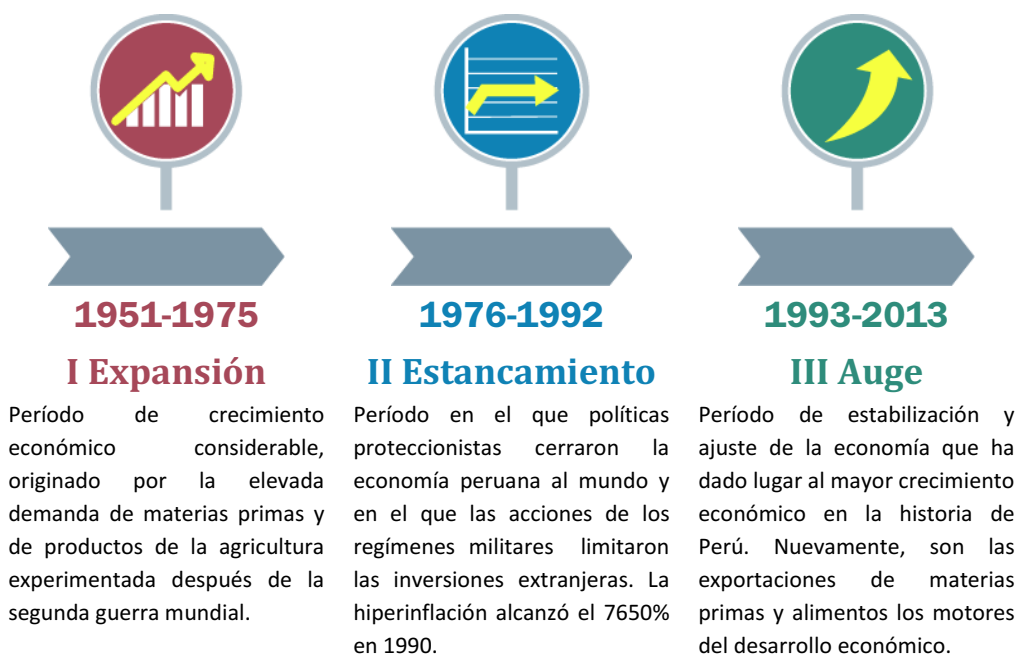 1951-1975
I Expansión
Período de crecimiento
económico considerable,
originado por la elevada
demanda de materias primas y
de productos de la agricultura
experimentada después de la
segunda guerra mundial.
1976-1992
II Estancamiento
Período en el que políticas
proteccionistas cerraron la
economía peruana al mundo y
en el que las acciones de los
regímenes militares limitaron
las inversiones extranjeras. La
hiperinflación alcanzó el 7650%
en 1990.
1993-2013
III Auge
Período de estabilización y
ajuste de la economía que ha
dado lugar al mayor crecimiento
económico en la historia de
Perú. Nuevamente, son las
exportaciones de materias
primas y alimentos los motores
del desarrollo económico.